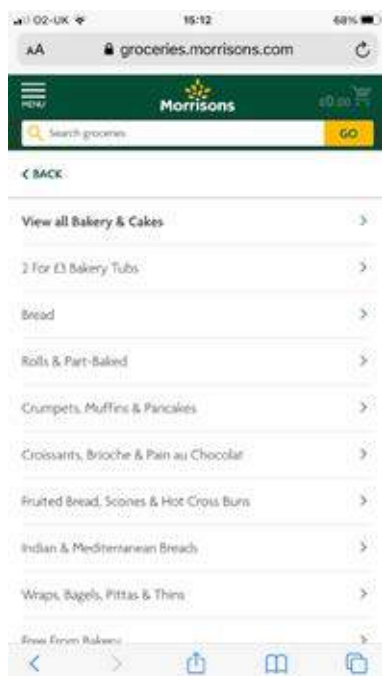 O2-UK
15:12
68%
AA
groceries.morrisons.com
MENU
Morrisons
£0.00
Search groceries
GO
< BACK
View all Bakery & Cakes
2 For £3 Bakery Tubs
Bread
Rolls & Part-Baked
Crumpets, Muffins & Pancakes
Croissants, Brioche & Pain au Chocolat
Fruited Bread, Scones & Hot Cross Buns
Indian & Mediterranean Breads
Wraps, Bagels, Pittas & Thins
Free From Bakery